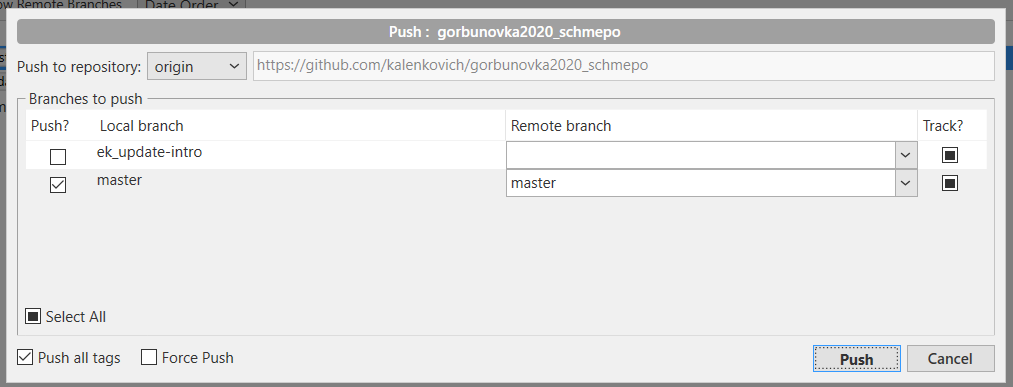 ow Remote Branches Date Order
Push : gorbunovka2020_schmepo
Push to repository: origin https://github.com/kalenkovich/gorbunovka2020_schmepo
Branches to push
Push? Local branch Remote branch Track?
ek_update-intro
master master
Select All
Push all tags Force Push Push Cancel